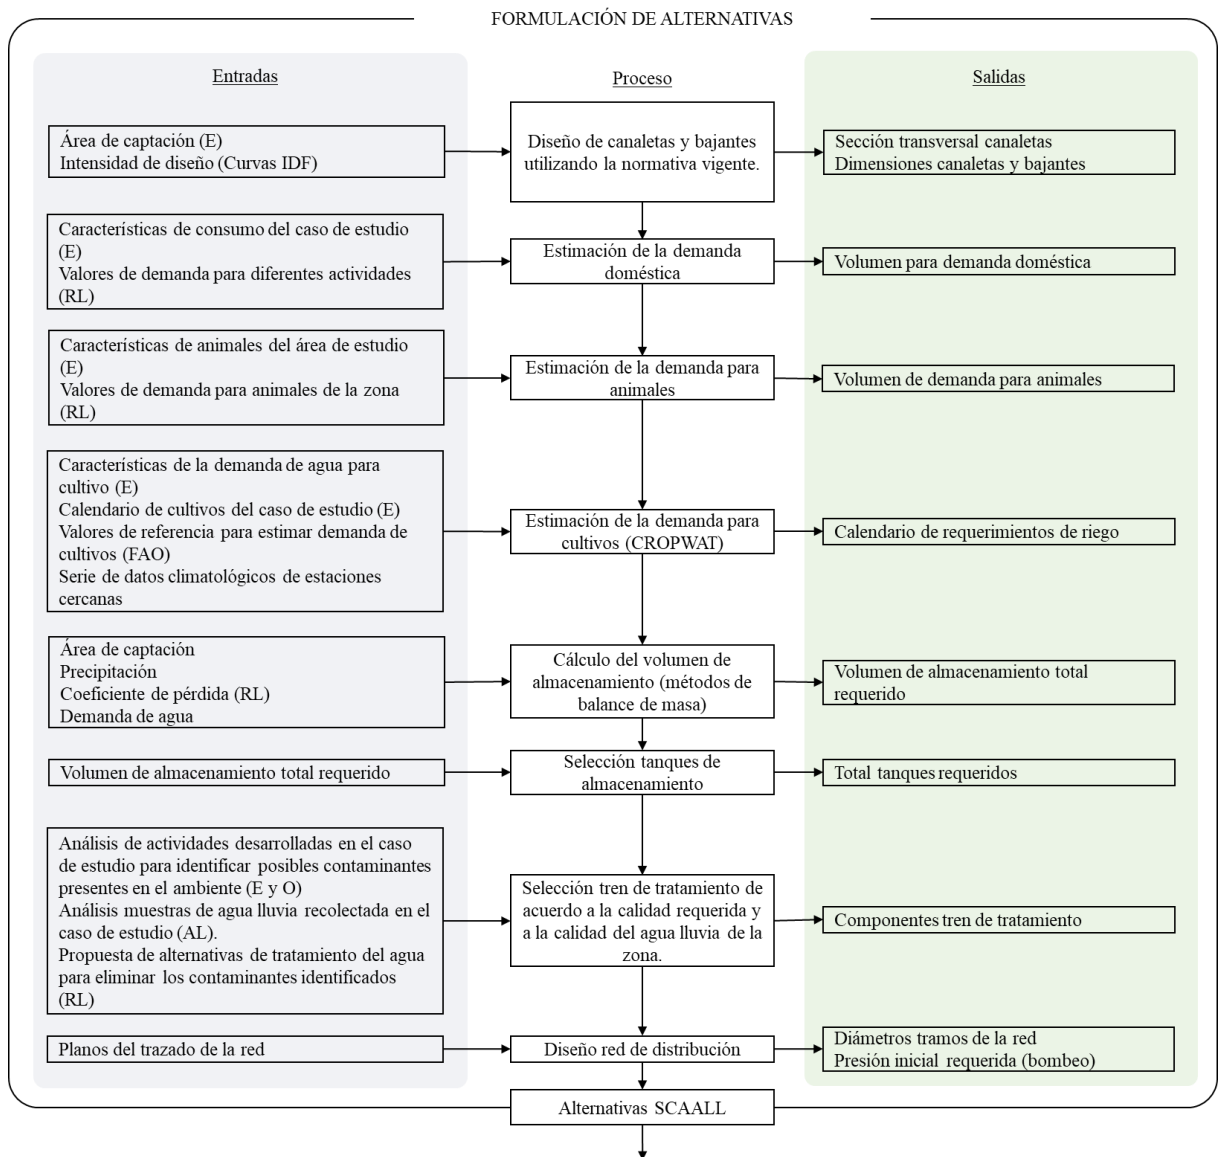 FORMULACIÓN DE ALTERNATIVAS
Entradas
Proceso
Salidas
Área de captación (E)
Intensidad de diseño (Curvas IDF)
Diseño de canaletas y bajantes
utilizando la normativa vigente.
Sección transversal canaletas
Dimensiones canaletas y bajantes
Características de consumo del caso de estudio
(E)
Valores de demanda para diferentes actividades
(RL)
Estimación de la demanda
doméstica
Volumen para demanda doméstica
Características de animales del área de estudio
(E)
Valores de demanda para animales de la zona
(RL)
Estimación de la demanda para
animales
Volumen de demanda para animales
Características de la demanda de agua para
cultivo (E)
Calendario de cultivos del caso de estudio (E)
Valores de referencia para estimar demanda de
cultivos (FAO)
Serie de datos climatológicos de estaciones
cercanas
Estimación de la demanda para
cultivos (CROPWAT)
Calendario de requerimientos de riego
Área de captación
Precipitación
Coeficiente de pérdida (RL)
Demanda de agua
Cálculo del volumen de
almacenamiento (métodos de
balance de masa)
Volumen de almacenamiento total
requerido
Volumen de almacenamiento total requerido
Selección tanques de
almacenamiento
Total tanques requeridos
Análisis de actividades desarrolladas en el caso
de estudio para identificar posibles contaminantes
presentes en el ambiente (E y O)
Análisis muestras de agua lluvia recolectada en el
caso de estudio (AL).
Propuesta de alternativas de tratamiento del agua
para eliminar los contaminantes identificados
(RL)
Selección tren de tratamiento de
acuerdo a la calidad requerida y
a la calidad del agua lluvia de la
zona.
Componentes tren de tratamiento
Planos del trazado de la red
Diseño red de distribución
Diámetros tramos de la red
Presión inicial requerida (bombeo)
Alternativas SCAALL